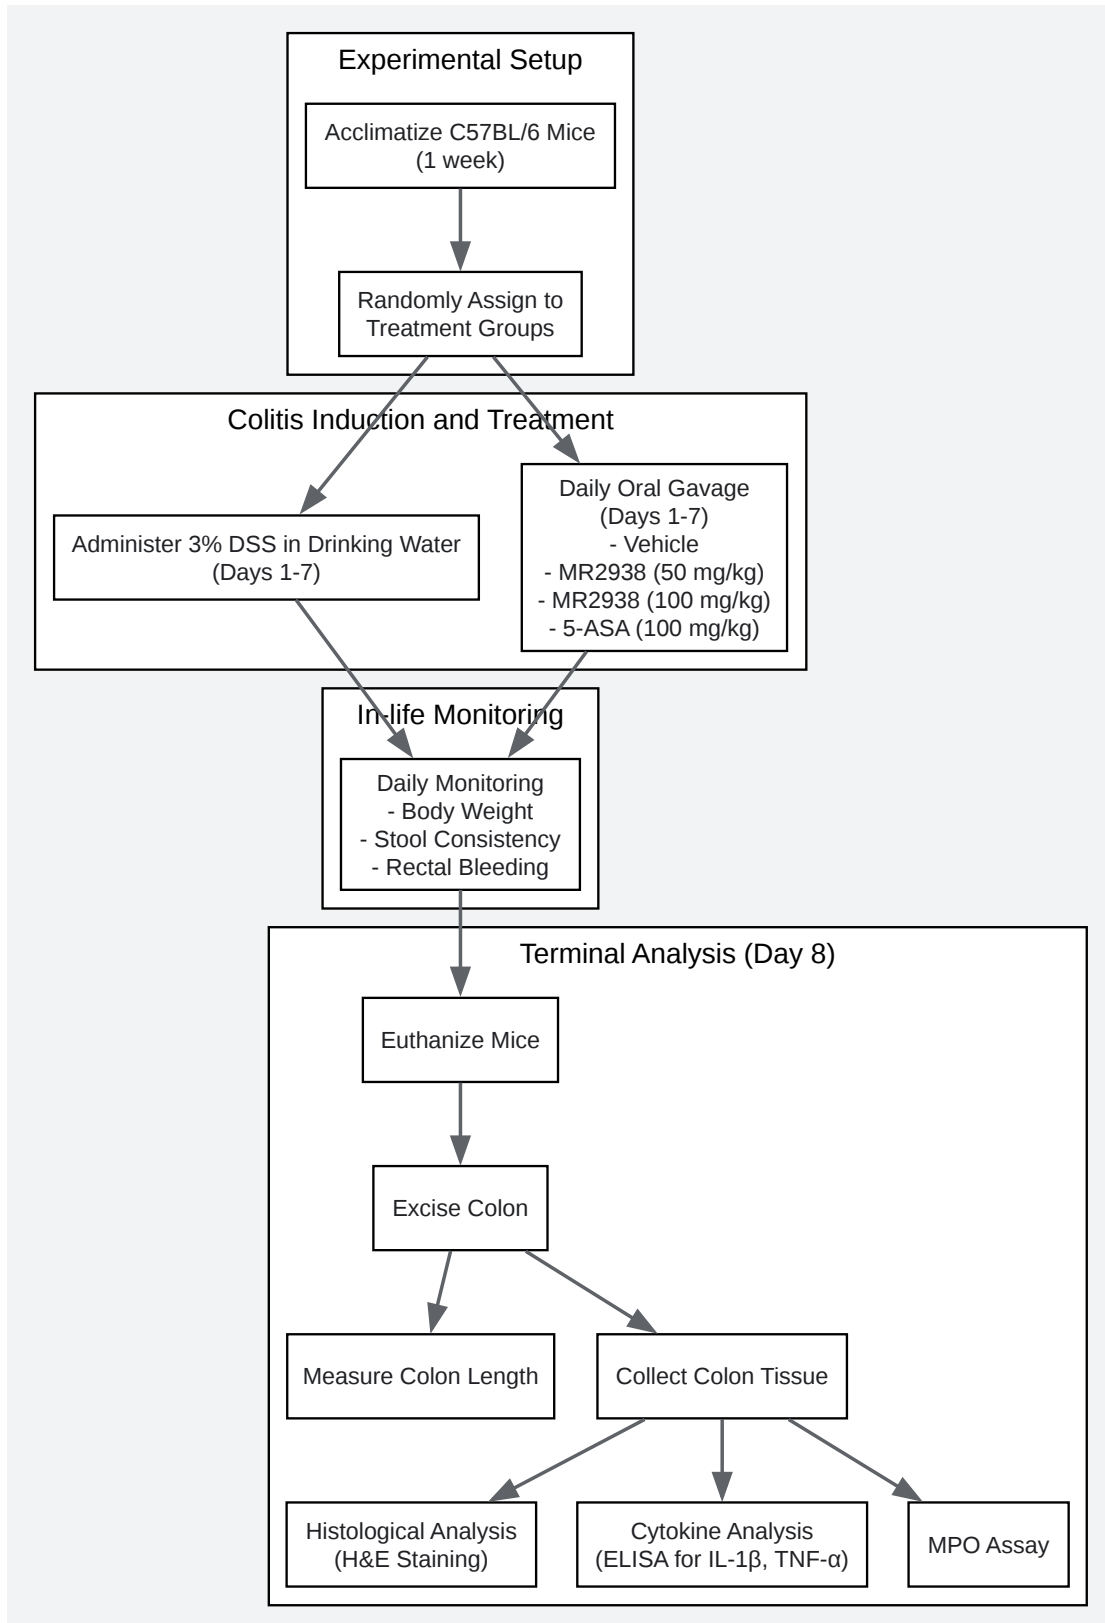 Experimental Setup
Acclimatize C57BL/6 Mice
(1 week)
Randomly Assign to
Treatment Groups
Colitis Induction and Treatment
Administer 3% DSS in Drinking Water
(Days 1-7)
Daily Oral Gavage
(Days 1-7)
- Vehicle
- MR2938 (50 mg/kg)
- MR2938 (100 mg/kg)
- 5-ASA (100 mg/kg)
In-life Monitoring
Daily Monitoring
- Body Weight
- Stool Consistency
- Rectal Bleeding
Terminal Analysis (Day 8)
Euthanize Mice
Excise Colon
Measure Colon Length
Collect Colon Tissue
Histological Analysis
(H&E Staining)
Cytokine Analysis
(ELISA for IL-1β, TNF-α)
MPO Assay